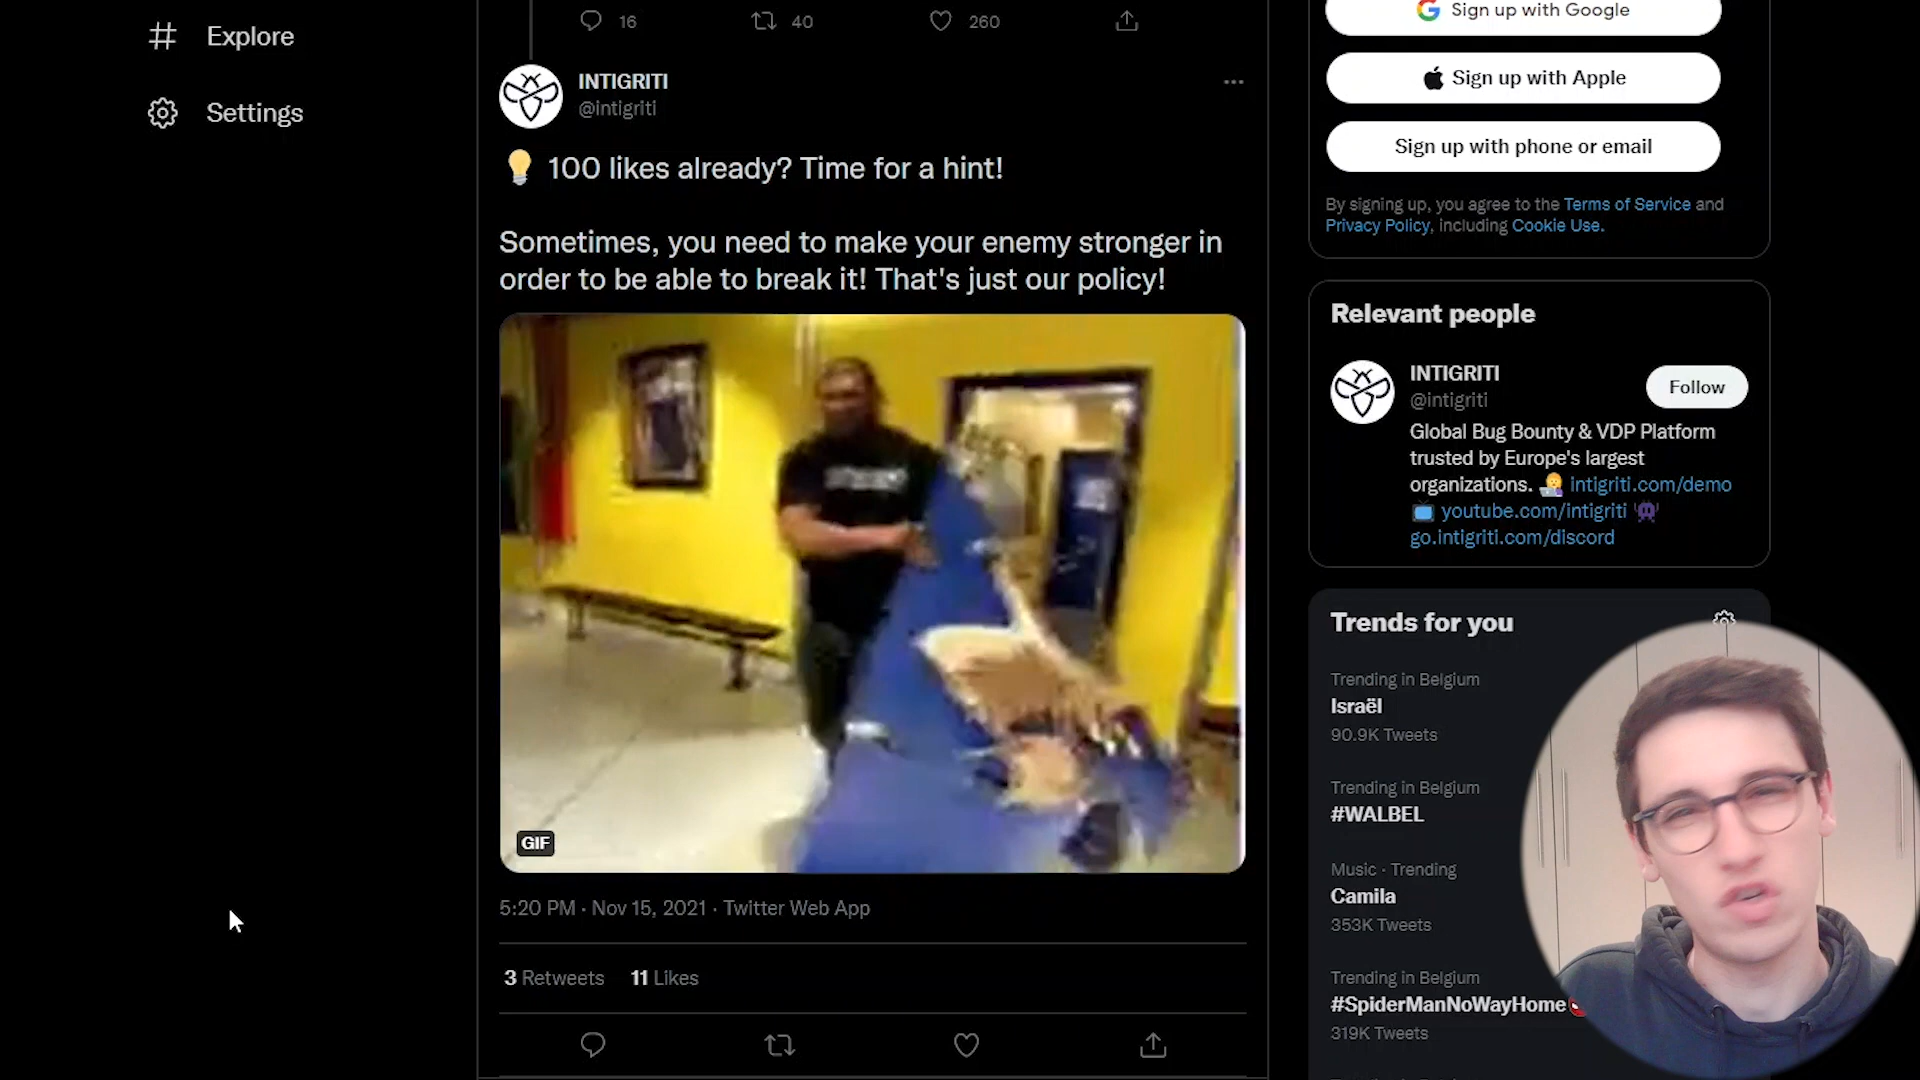 Explore
Settings
16 40 260
INTIGRITI
@intigriti
100 likes already? Time for a hint!
Sometimes, you need to make your enemy stronger in
order to be able to break it! That's just our policy!
GIF
5:20 PM · Nov 15, 2021 · Twitter Web App
3 Retweets 11 Likes
Sign up with Google
Sign up with Apple
Sign up with phone or email
By signing up, you agree to the Terms of Service and
Privacy Policy, including Cookie Use.
Relevant people
INTIGRITI
@intigriti
Follow
Global Bug Bounty & VDP Platform
trusted by Europe's largest
organizations. intigriti.com/demo
youtube.com/intigriti
go.intigriti.com/discord
Trends for you
Trending in Belgium
Israël
90.9K Tweets
Trending in Belgium
#WALBEL
Music · Trending
Camila
353K Tweets
Trending in Belgium
#SpiderManNoWayHome
319K Tweets